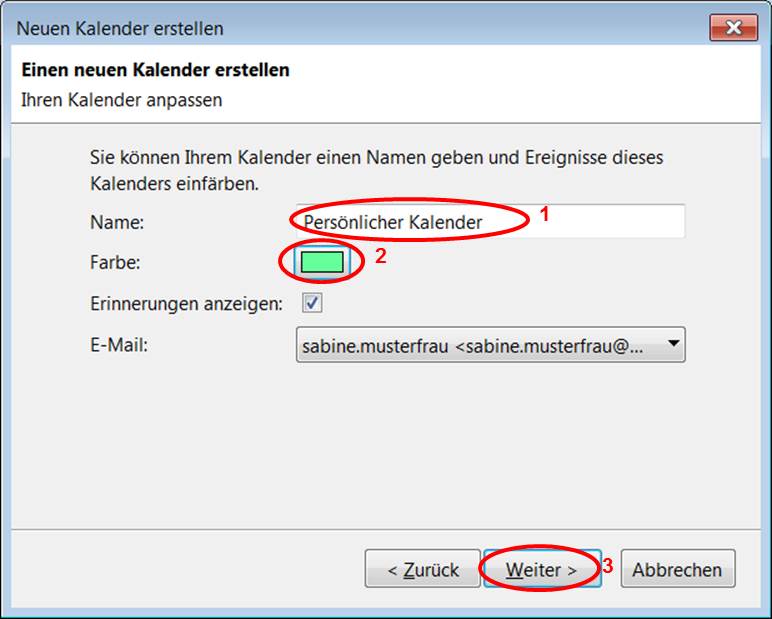 Neuen Kalender erstellen
Einen neuen Kalender erstellen
Ihren Kalender anpassen
Sie können Ihrem Kalender einen Namen geben und Ereignisse dieses
Kalenders einfärben.
Name: Persönlicher Kalender 1
Farbe: 2
Erinnerungen anzeigen:
E-Mail: sabine.musterfrau <sabine.musterfrau@...
< Zurück Weiter > 3 Abbrechen